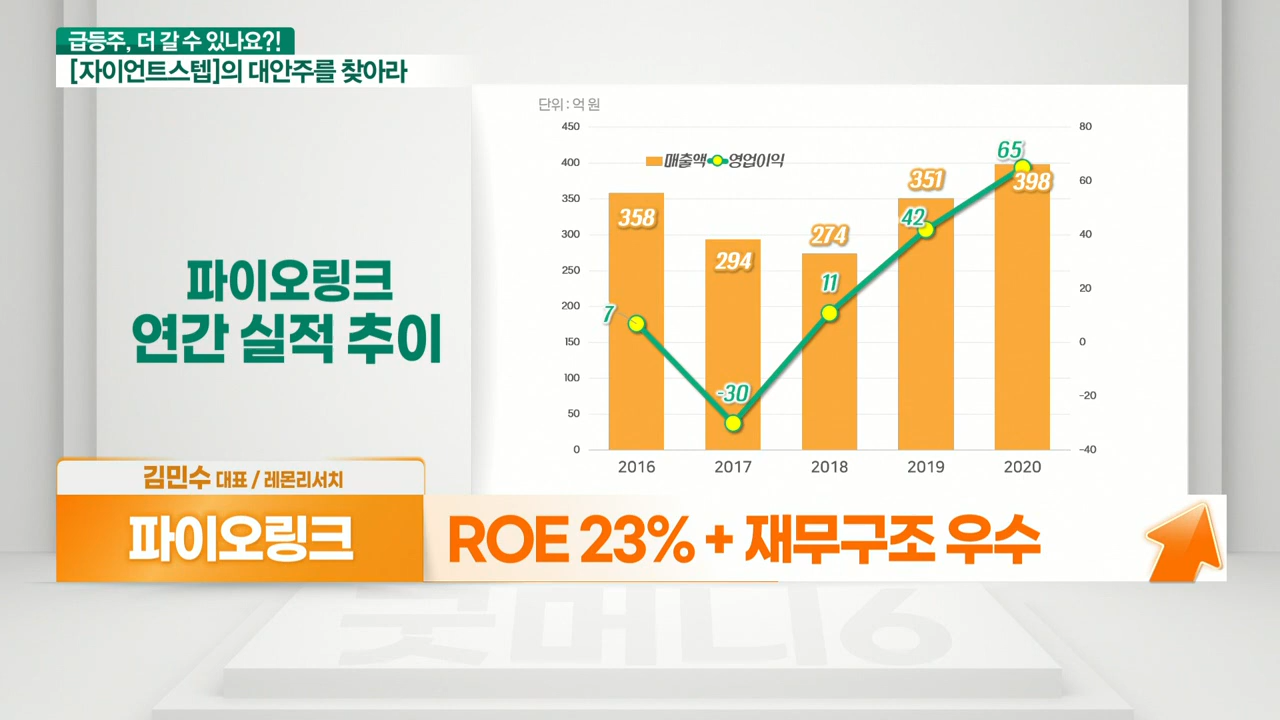 급등주, 더 갈 수 있나요?!
[자이언트스텝]의 대안주를 찾아라
파이오링크
연간 실적 추이
단위 : 억 원
매출액 영업이익
450
400
350
300
250
200
150
100
50
0
80
60
40
20
0
-20
-40
358
294
274
351
398
7
-30
11
42
65
2016 2017 2018 2019 2020
김민수 대표 / 레몬리서치
파이오링크
ROE 23% + 재무구조 우수
굿머니6